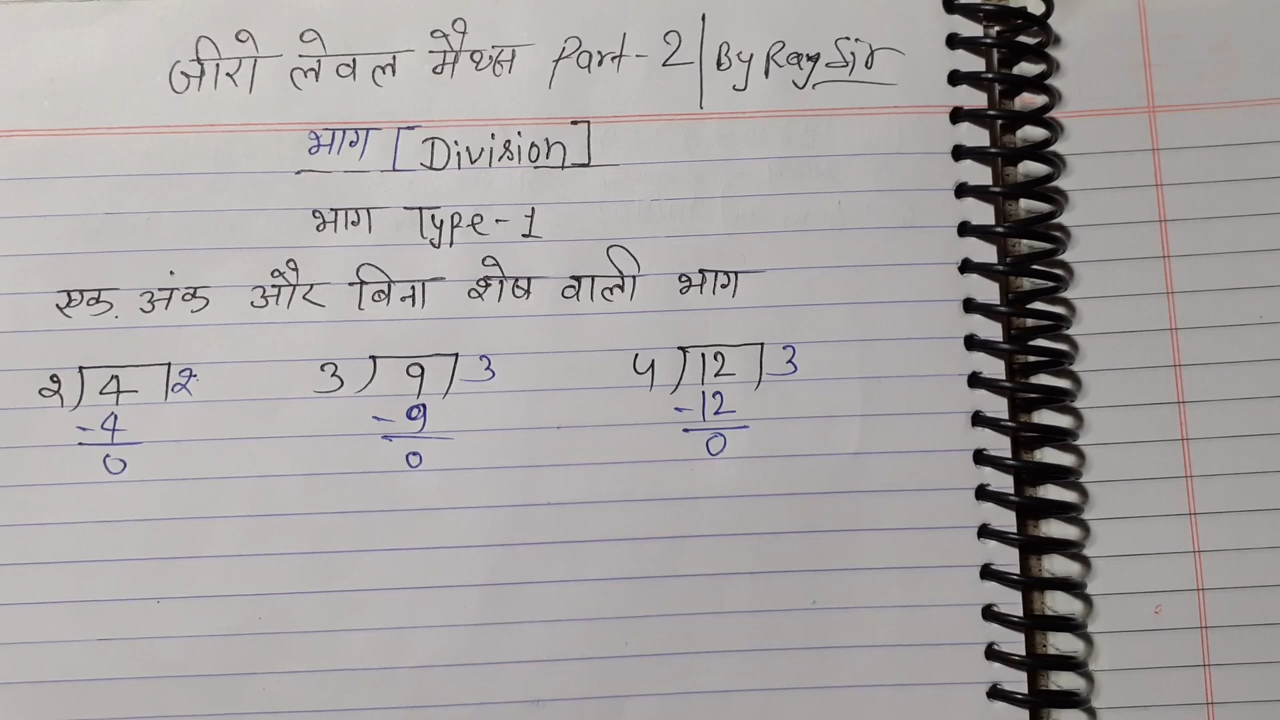 जीरो लेवल मैथ्स Part-2 | By Ray Sir
भाग [Division]
भाग Type-1
एक अंक और बिना शेष वाली भाग
2) 4 |2 3) 9 |3 4) 12 |3
-4 -9 -12
0 0 0